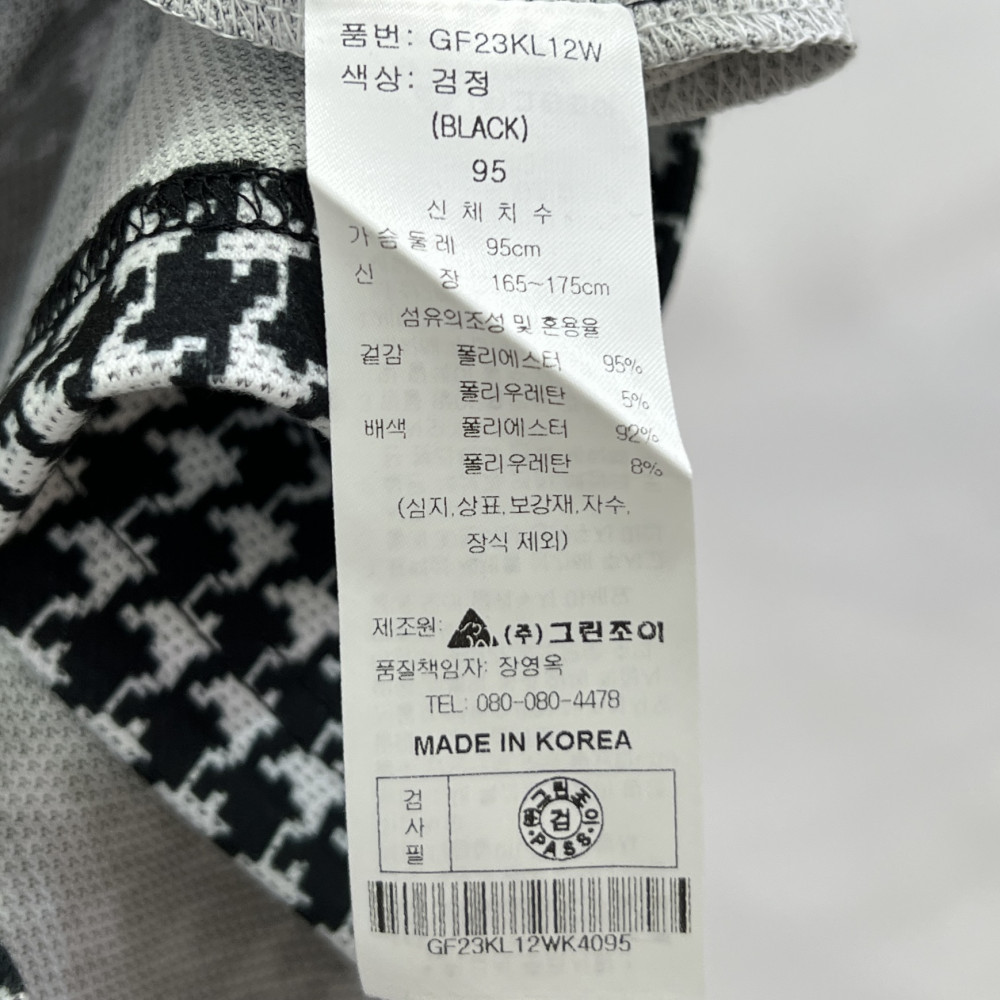 품번: GF23KL12W
색상: 검정
(BLACK)
95
신 체 치 수
가슴둘레 95cm
신 장 165~175cm
섬유의조성 및 혼용율
겉감 폴리에스터 95%
폴리우레탄 5%
배색 폴리에스터 92%
폴리우레탄 8%
(심지,상표,보강재,자수,
장식 제외)
제조원: (주)그린조이
품질책임자: 장영옥
TEL: 080-080-4478
MADE IN KOREA
검
사
필
그린조이
검
PASS
GF23KL12WK4095